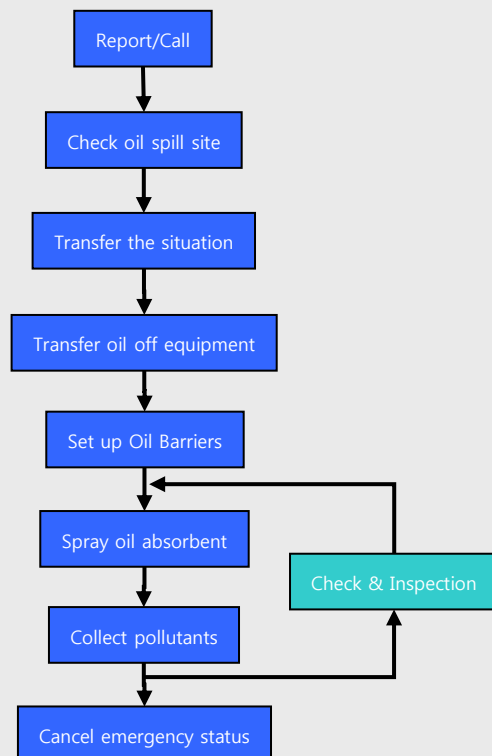 Report/Call
Check oil spill site
Transfer the situation
Transfer oil off equipment
Set up Oil Barriers
Spray oil absorbent
Check & Inspection
Collect pollutants
Cancel emergency status